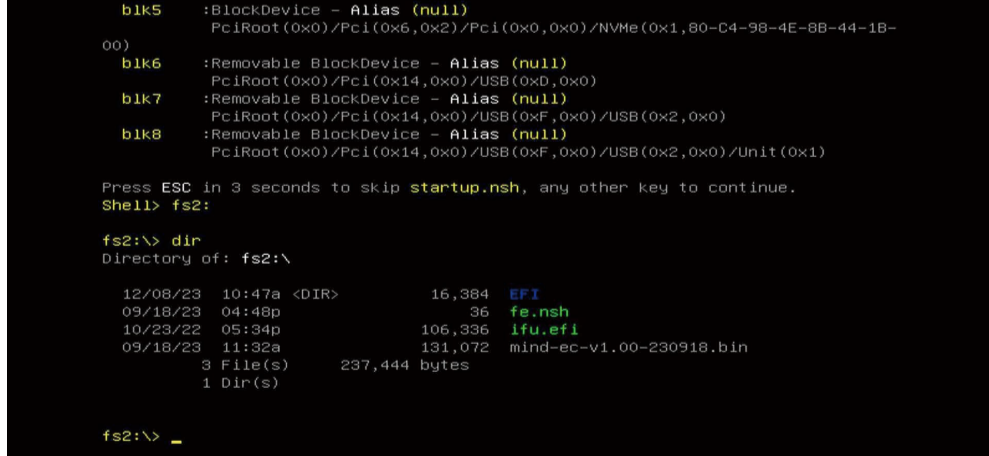 blk5 :BlockDevice - Alias (null)
PciRoot(0x0)/Pci(0x6,0x2)/Pci(0x0,0x0)/NVMe(0x1,80-C4-98-4E-8B-44-1B-
00)
blk6 :Removable BlockDevice - Alias (null)
PciRoot(0x0)/Pci(0x14,0x0)/USB(0xD,0x0)
blk7 :Removable BlockDevice - Alias (null)
PciRoot(0x0)/Pci(0x14,0x0)/USB(0xF,0x0)/USB(0x2,0x0)
blk8 :Removable BlockDevice - Alias (null)
PciRoot(0x0)/Pci(0x14,0x0)/USB(0xF,0x0)/USB(0x2,0x0)/Unit(0x1)
Press ESC in 3 seconds to skip startup.nsh, any other key to continue.
Shell> fs2:
fs2:\> dir
Directory of: fs2:\
12/08/23 10:47a <DIR> 16,384 EFI
09/18/23 04:48p 36 fe.nsh
10/23/22 05:34p 106,336 ifu.efi
09/18/23 11:32a 131,072 mind-ec-v1.00-230918.bin
3 File(s) 237,444 bytes
1 Dir(s)
fs2:\> _